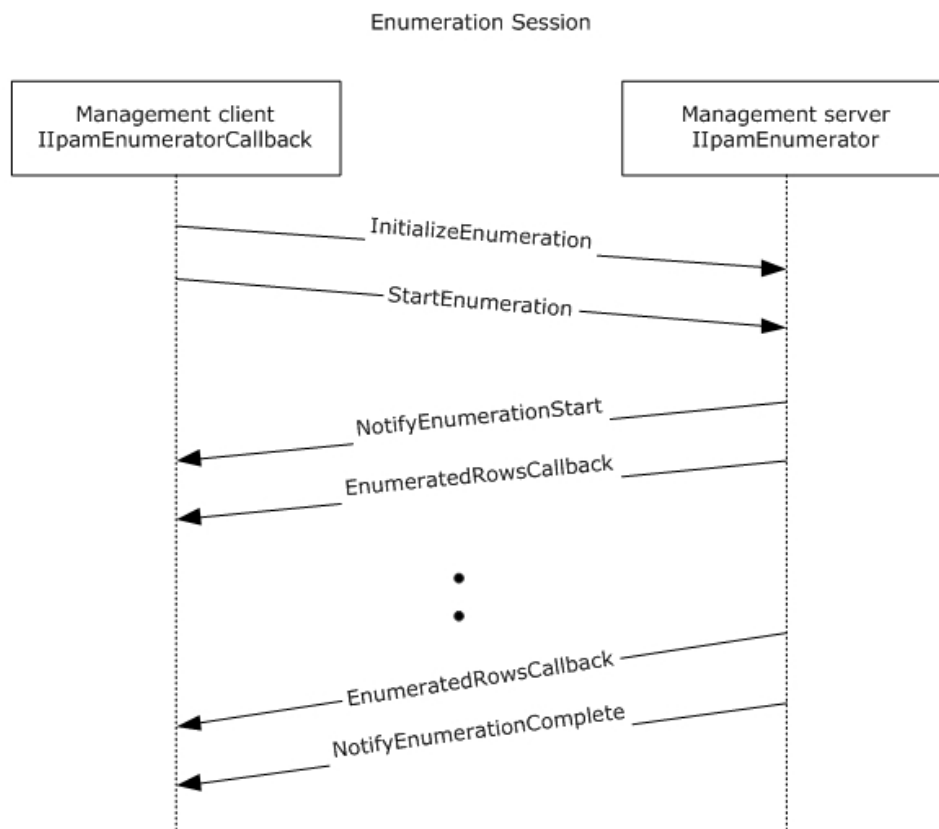 Enumeration Session
Management client
IIpamEnumeratorCallback
Management server
IIpamEnumerator
InitializeEnumeration
StartEnumeration
NotifyEnumerationStart
EnumeratedRowsCallback
EnumeratedRowsCallback
NotifyEnumerationComplete